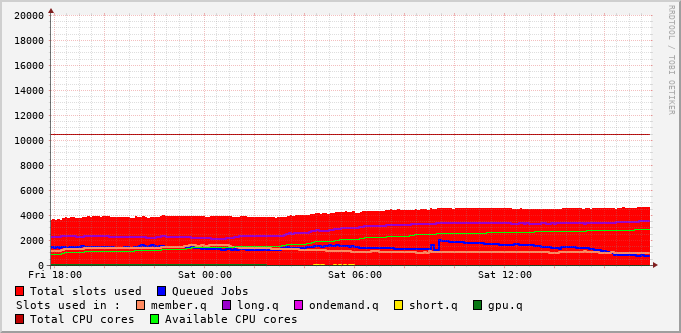 20000
18000
16000
14000
12000
10000
8000
6000
4000
2000
0
Fri 18:00 Sat 00:00 Sat 06:00 Sat 12:00
Total slots used Queued Jobs
Slots used in : member.q long.q ondemand.q short.q gpu.q
Total CPU cores Available CPU cores
RRDTOOL / TOBI OETIKER